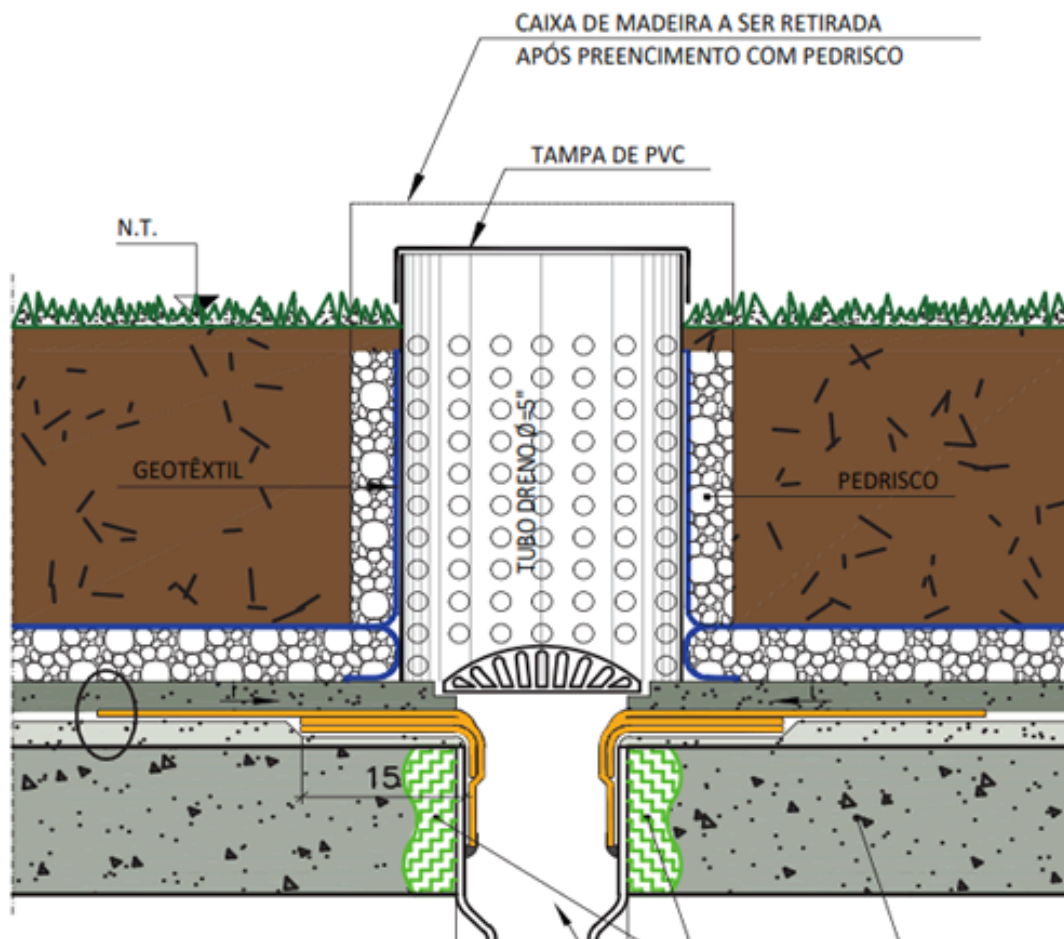 CAIXA DE MADEIRA A SER RETIRADA
APÓS PREENCIMENTO COM PEDRISCO
TAMPA DE PVC
N.T.
TUBO DRENO Ø=5"
GEOTÊXTIL
PEDRISCO
i
i
15